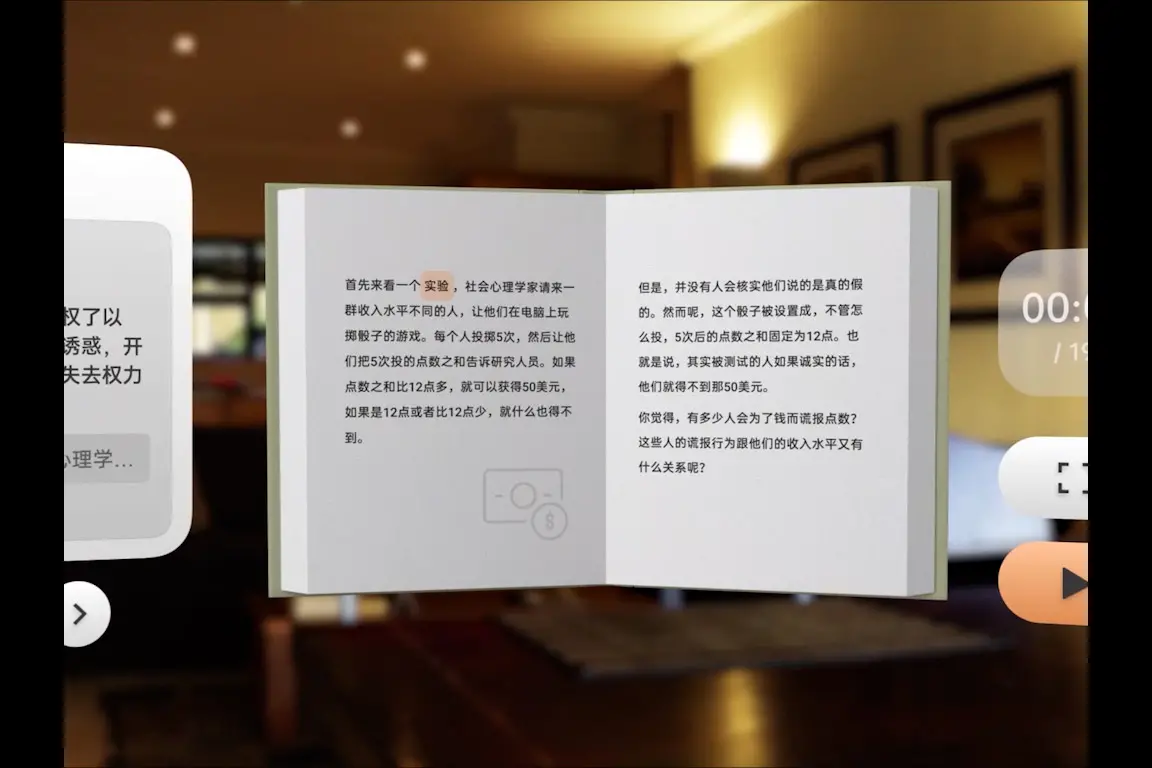 权了以
诱惑，开
失去权力
心理学...
首先来看一个 实验 ，社会心理学家请来一
群收入水平不同的人，让他们在电脑上玩
掷骰子的游戏。每个人投掷5次，然后让他
们把5次投的点数之和告诉研究人员。如果
点数之和比12点多，就可以获得50美元，
如果是12点或者比12点少，就什么也得不
到。
但是，并没有人会核实他们说的是真的假
的。然而呢，这个骰子被设置成，不管怎
么投，5次后的点数之和固定为12点。也
就是说，其实被测试的人如果诚实的话，
他们就得不到那50美元。
你觉得，有多少人会为了钱而谎报点数？
这些人的谎报行为跟他们的收入水平又有
什么关系呢？
$
00:
/ 19